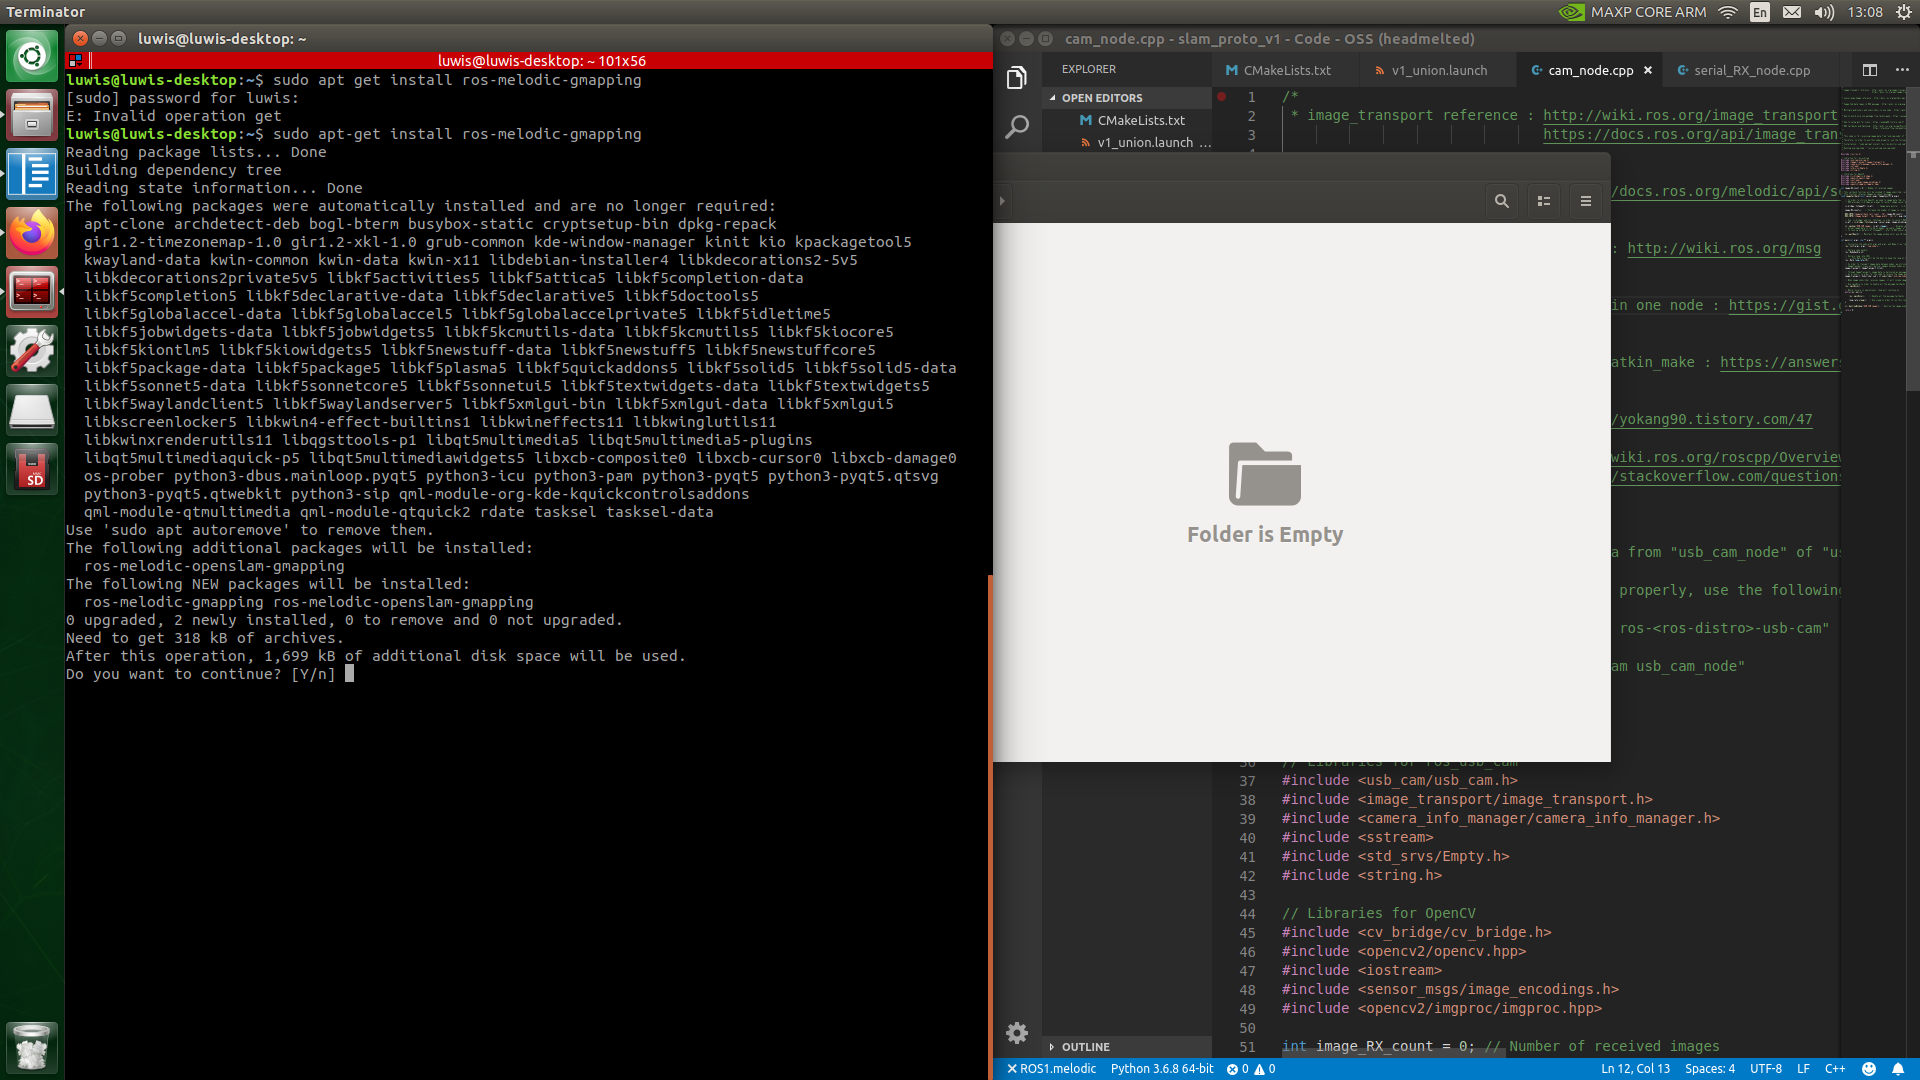 Terminator
MAXP CORE ARM
En
13:08
luwis@luwis-desktop: ~
luwis@luwis-desktop: ~ 101x56
luwis@luwis-desktop:~$ sudo apt get install ros-melodic-gmapping
[sudo] password for luwis:
E: Invalid operation get
luwis@luwis-desktop:~$ sudo apt-get install ros-melodic-gmapping
Reading package lists... Done
Building dependency tree
Reading state information... Done
The following packages were automatically installed and are no longer required:
apt-clone archdetect-deb bogl-bterm busybox-static cryptsetup-bin dpkg-repack
gir1.2-timezonemap-1.0 gir1.2-xkl-1.0 grub-common kde-window-manager kinit kio kpackagetool5
kwayland-data kwin-common kwin-data kwin-x11 libdebian-installer4 libkdecorations2-5v5
libkdecorations2private5v5 libkf5activities5 libkf5attica5 libkf5completion-data
libkf5completion5 libkf5declarative-data libkf5declarative5 libkf5doctools5
libkf5globalaccel-data libkf5globalaccel5 libkf5globalaccelprivate5 libkf5idletime5
libkf5jobwidgets-data libkf5jobwidgets5 libkf5kcmutils-data libkf5kcmutils5 libkf5kiocore5
libkf5kiontlm5 libkf5kiowidgets5 libkf5newstuff-data libkf5newstuff5 libkf5newstuffcore5
libkf5package-data libkf5package5 libkf5plasma5 libkf5quickaddons5 libkf5solid5 libkf5solid5-data
libkf5sonnet5-data libkf5sonnetcore5 libkf5sonnetui5 libkf5textwidgets-data libkf5textwidgets5
libkf5waylandclient5 libkf5waylandserver5 libkf5xmlgui-bin libkf5xmlgui-data libkf5xmlgui5
libkscreenlocker5 libkwin4-effect-builtins1 libkwineffects11 libkwinglutils11
libkwinxrenderutils11 libqgsttools-p1 libqt5multimedia5 libqt5multimedia5-plugins
libqt5multimediaquick-p5 libqt5multimediawidgets5 libxcb-composite0 libxcb-cursor0 libxcb-damage0
os-prober python3-dbus.mainloop.pyqt5 python3-icu python3-pam python3-pyqt5 python3-pyqt5.qtsvg
python3-pyqt5.qtwebkit python3-sip qml-module-org-kde-kquickcontrolsaddons
qml-module-qtmultimedia qml-module-qtquick2 rdate tasksel tasksel-data
Use 'sudo apt autoremove' to remove them.
The following additional packages will be installed:
ros-melodic-openslam-gmapping
The following NEW packages will be installed:
ros-melodic-gmapping ros-melodic-openslam-gmapping
0 upgraded, 2 newly installed, 0 to remove and 0 not upgraded.
Need to get 318 kB of archives.
After this operation, 1,699 kB of additional disk space will be used.
Do you want to continue? [Y/n]
SD
cam_node.cpp - slam_proto_v1 - Code - OSS (headmelted)
EXPLORER
OPEN EDITORS
CMakeLists.txt
v1_union.launch ...
CMakeLists.txt
v1_union.launch
cam_node.cpp
serial_RX_node.cpp
1 /*
2 * image_transport reference : http://wiki.ros.org/image_transport
3 https://docs.ros.org/api/image_tran
/docs.ros.org/melodic/api/se
: http://wiki.ros.org/msg
in one node : https://gist.g
atkin_make : https://answers
/yokang90.tistory.com/47
wiki.ros.org/roscpp/Overview
/stackoverflow.com/questions
a from "usb_cam_node" of "us
properly, use the following
ros-<ros-distro>-usb-cam"
am usb_cam_node"
Folder is Empty
36 // Libraries for ros_usb_cam
37 #include <usb_cam/usb_cam.h>
38 #include <image_transport/image_transport.h>
39 #include <camera_info_manager/camera_info_manager.h>
40 #include <sstream>
41 #include <std_srvs/Empty.h>
42 #include <string.h>
43
44 // Libraries for OpenCV
45 #include <cv_bridge/cv_bridge.h>
46 #include <opencv2/opencv.hpp>
47 #include <iostream>
48 #include <sensor_msgs/image_encodings.h>
49 #include <opencv2/imgproc/imgproc.hpp>
50
51 int image_RX_count = 0; // Number of received images
OUTLINE
ROS1.melodic
Python 3.6.8 64-bit
0
0
Ln 12, Col 13
Spaces: 4
UTF-8
LF
C++